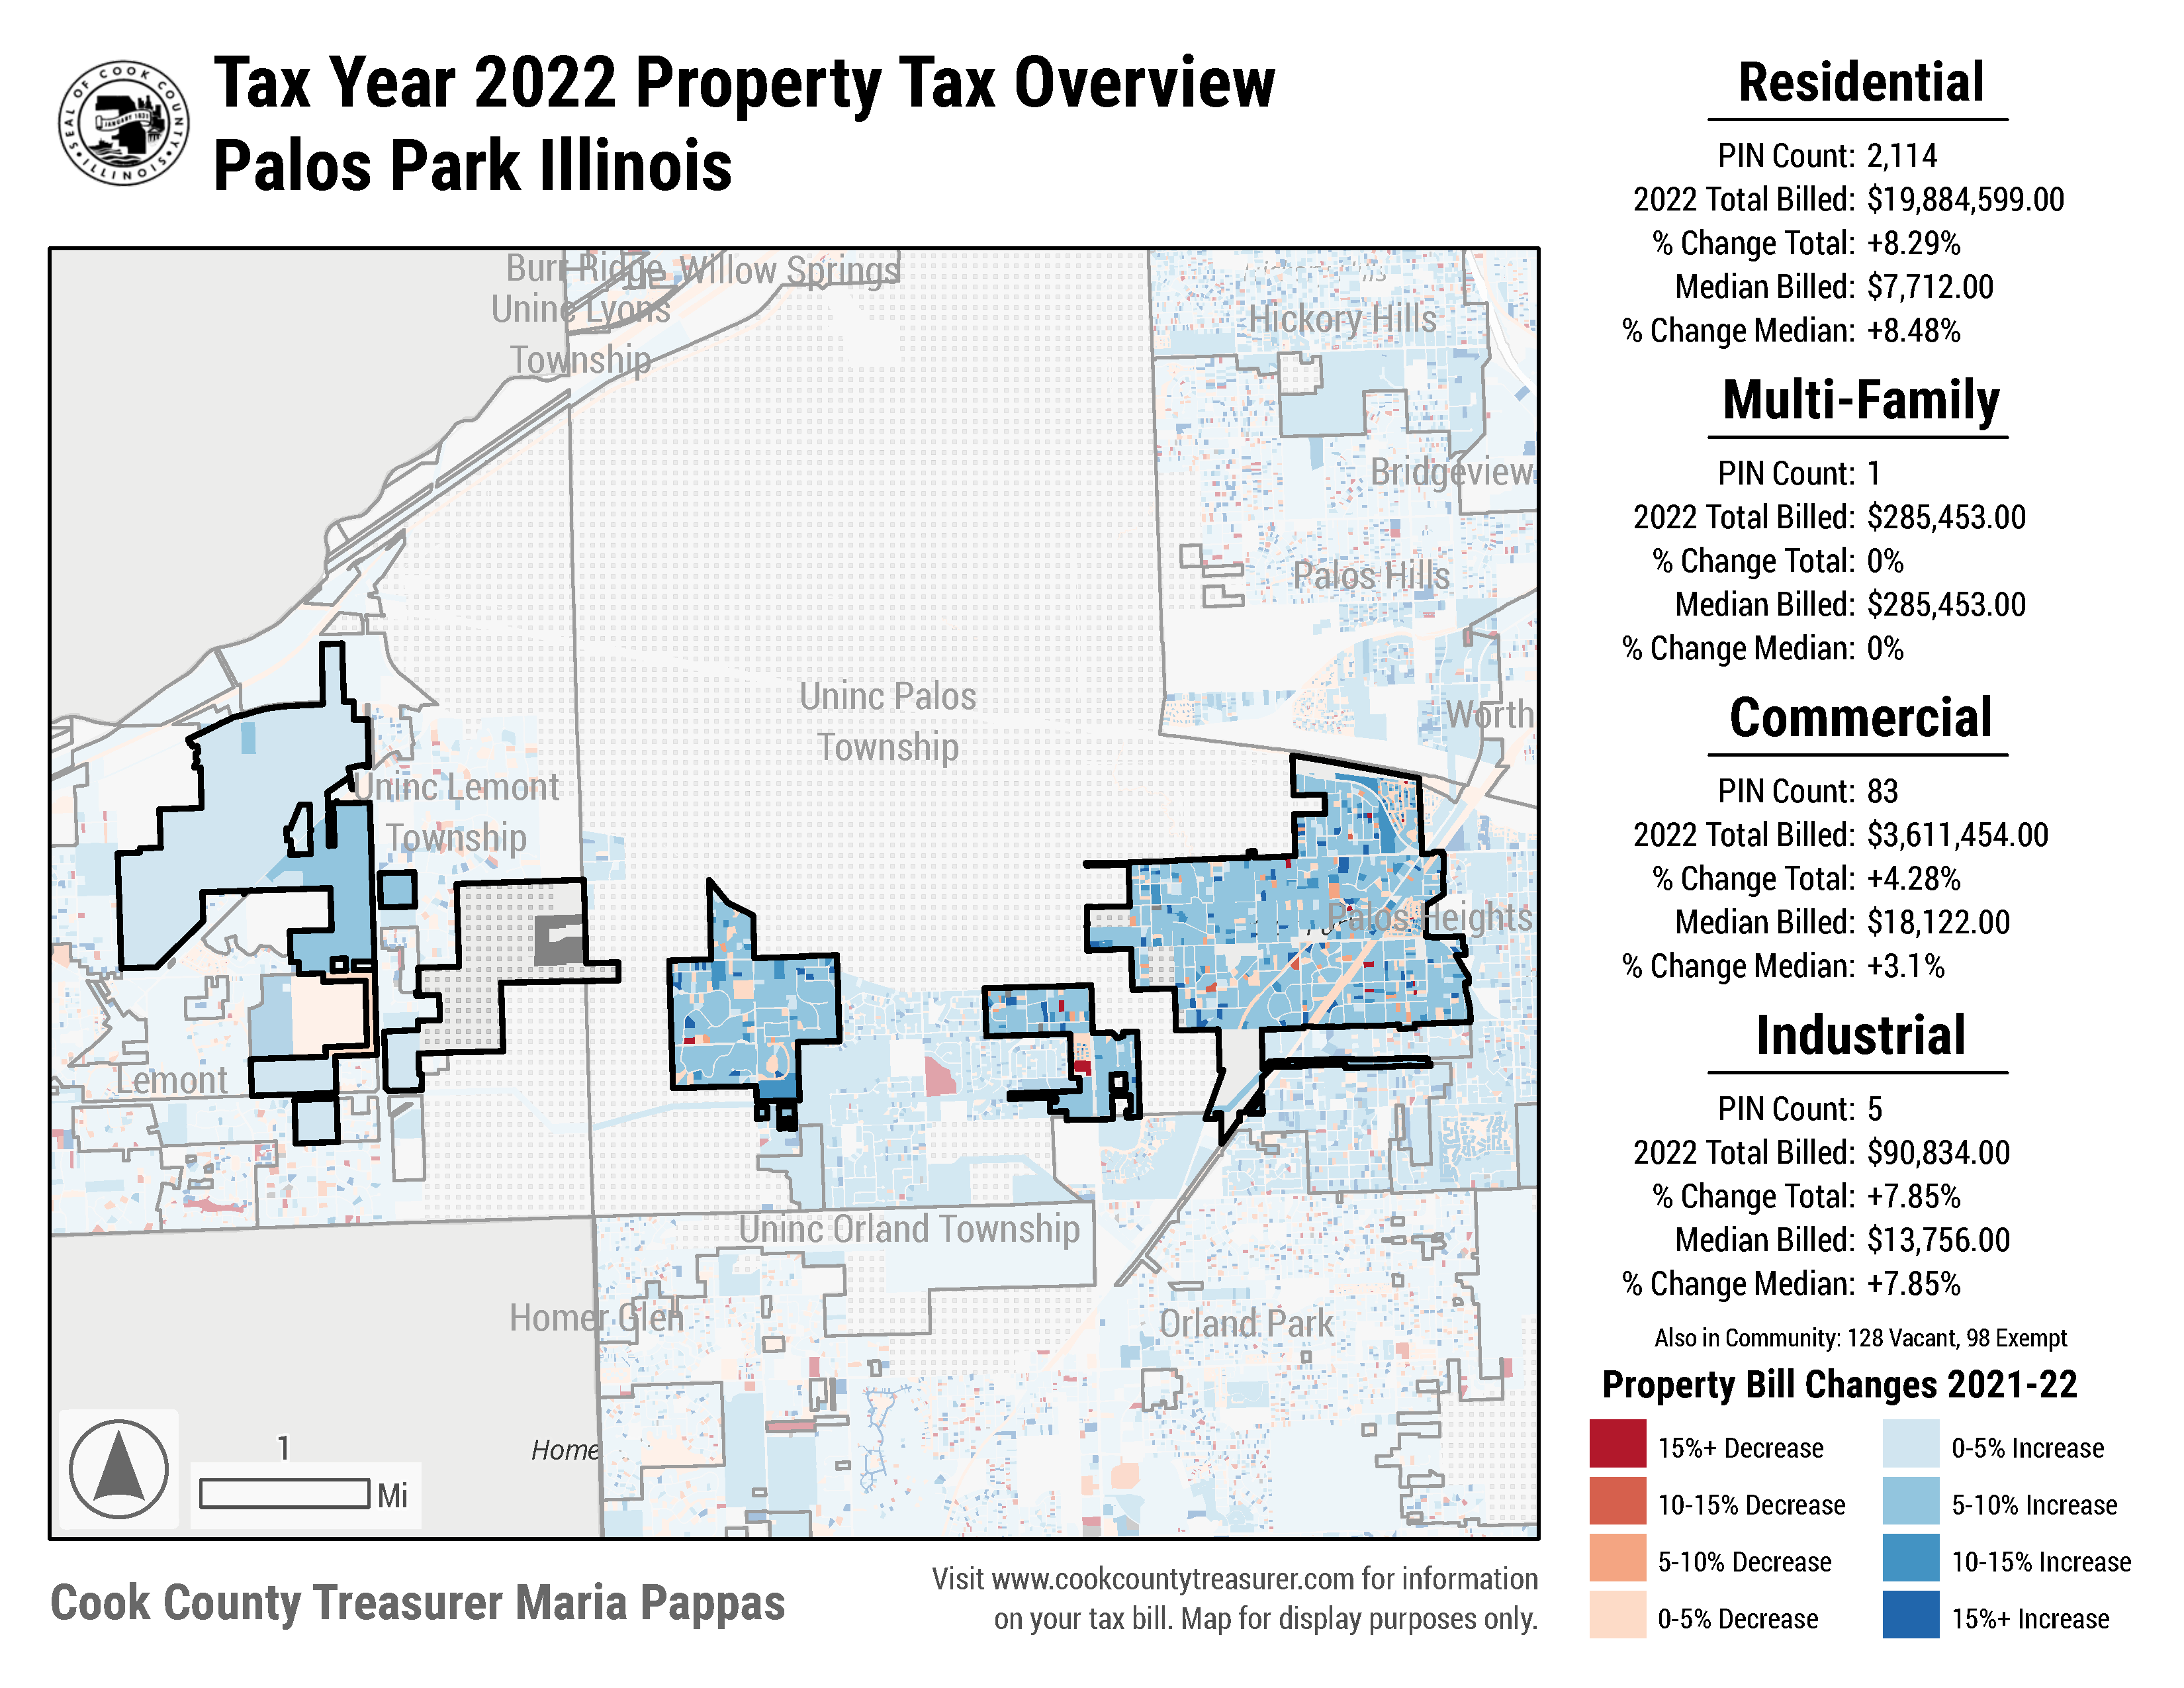 SEAL OF COOK COUNTY
ILLINOIS
JANUARY 1831
Tax Year 2022 Property Tax Overview
Palos Park Illinois
Burr Ridge
Willow Springs
Uninc Lyons
Township
Hickory Hills
Bridgeview
Palos Hills
Uninc Palos
Township
Worth
Uninc Lemont
Township
Palos Heights
Lemont
Uninc Orland Township
Homer Glen
Orland Park
Home
1
Mi
Cook County Treasurer Maria Pappas
Visit www.cookcountytreasurer.com for information
on your tax bill. Map for display purposes only.
Residential
PIN Count: 2,114
2022 Total Billed: $19,884,599.00
% Change Total: +8.29%
Median Billed: $7,712.00
% Change Median: +8.48%
Multi-Family
PIN Count: 1
2022 Total Billed: $285,453.00
% Change Total: 0%
Median Billed: $285,453.00
% Change Median: 0%
Commercial
PIN Count: 83
2022 Total Billed: $3,611,454.00
% Change Total: +4.28%
Median Billed: $18,122.00
% Change Median: +3.1%
Industrial
PIN Count: 5
2022 Total Billed: $90,834.00
% Change Total: +7.85%
Median Billed: $13,756.00
% Change Median: +7.85%
Also in Community: 128 Vacant, 98 Exempt
Property Bill Changes 2021-22
15%+ Decrease
0-5% Increase
10-15% Decrease
5-10% Increase
5-10% Decrease
10-15% Increase
0-5% Decrease
15%+ Increase